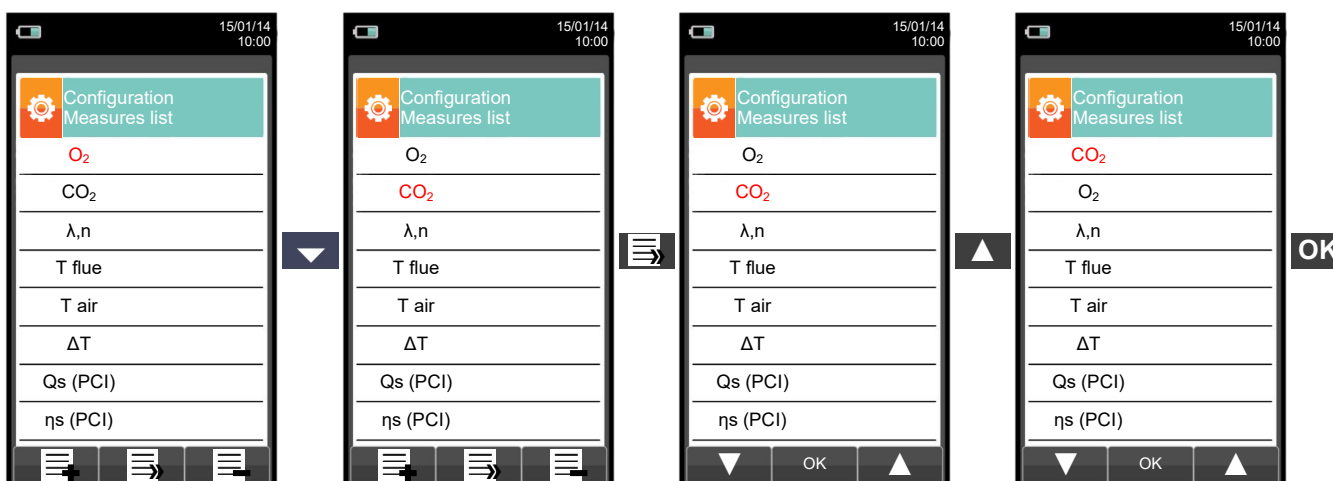 15/01/14
10:00
Configuration
Measures list
O₂
CO₂
λ,n
T flue
T air
ΔT
Qs (PCI)
ηs (PCI)
15/01/14
10:00
Configuration
Measures list
O₂
CO₂
λ,n
T flue
T air
ΔT
Qs (PCI)
ηs (PCI)
15/01/14
10:00
Configuration
Measures list
O₂
CO₂
λ,n
T flue
T air
ΔT
Qs (PCI)
ηs (PCI)
OK
15/01/14
10:00
Configuration
Measures list
CO₂
O₂
λ,n
T flue
T air
ΔT
Qs (PCI)
ηs (PCI)
OK
OK